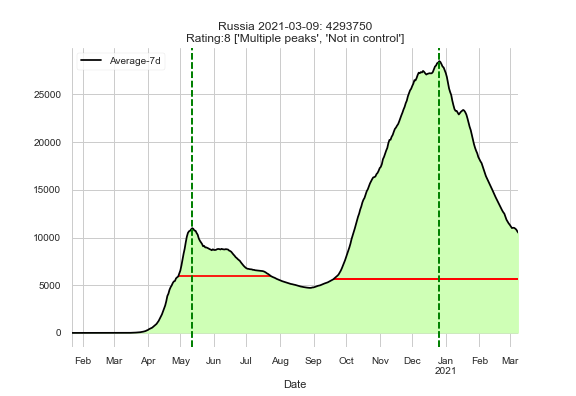 Russia 2021-03-09: 4293750
Rating:8 ['Multiple peaks', 'Not in control']
Average-7d
25000
20000
15000
10000
5000
0
Feb Mar Apr May Jun Jul Aug Sep Oct Nov Dec Jan Feb Mar
2021
Date